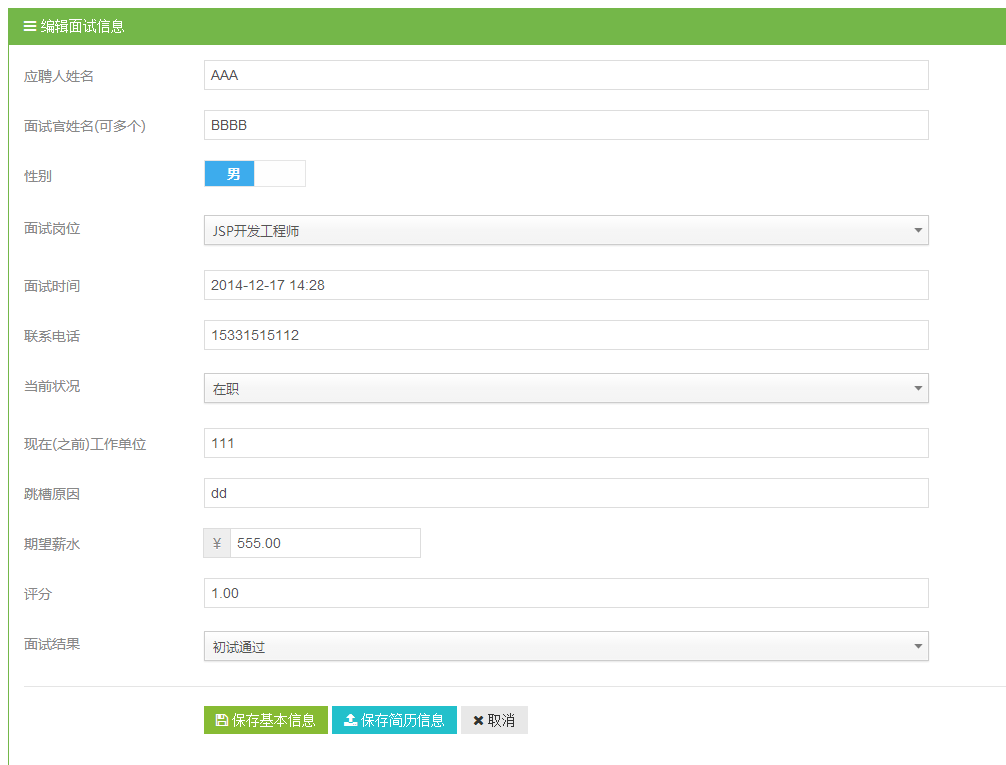 编辑面试信息
应聘人姓名 AAA
面试官姓名(可多个) BBBB
性别 男
面试岗位 JSP开发工程师
面试时间 2014-12-17 14:28
联系电话 15331515112
当前状况 在职
现在(之前)工作单位 111
跳槽原因 dd
期望薪水 ¥ 555.00
评分 1.00
面试结果 初试通过
保存基本信息 保存简历信息 取消